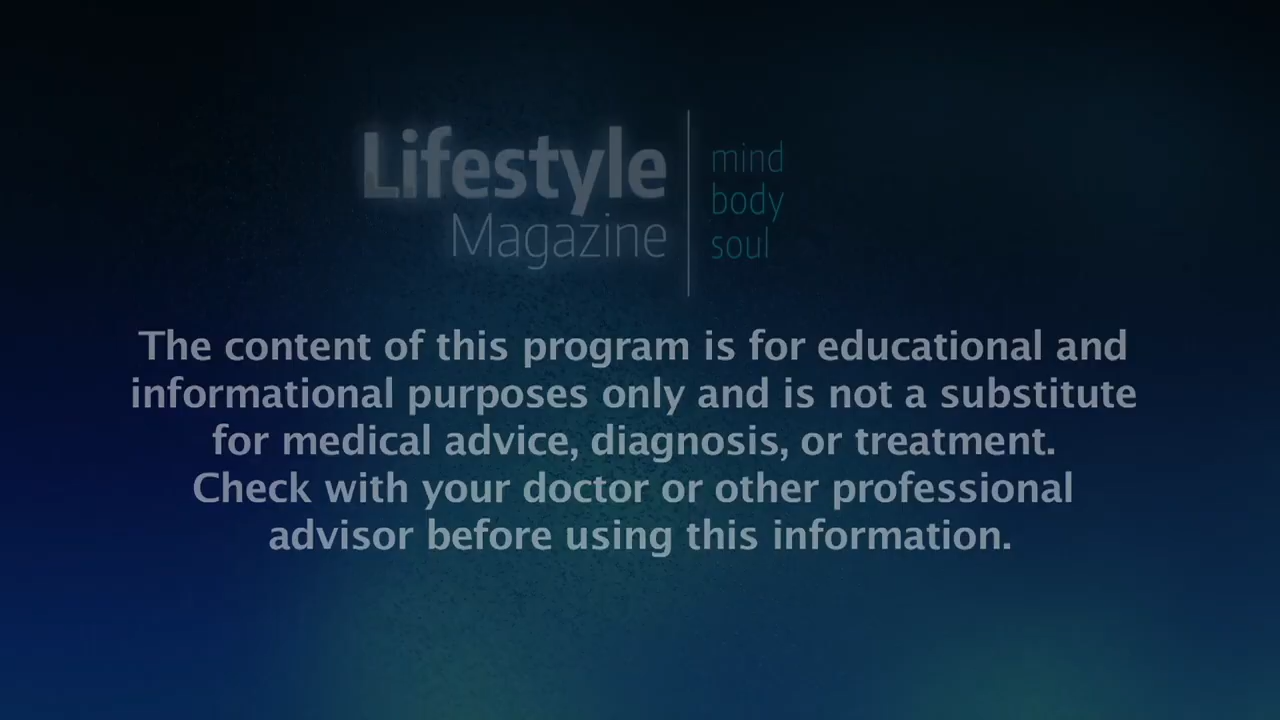 Lifestyle
Magazine
mind
body
soul
The content of this program is for educational and
informational purposes only and is not a substitute
for medical advice, diagnosis, or treatment.
Check with your doctor or other professional
advisor before using this information.